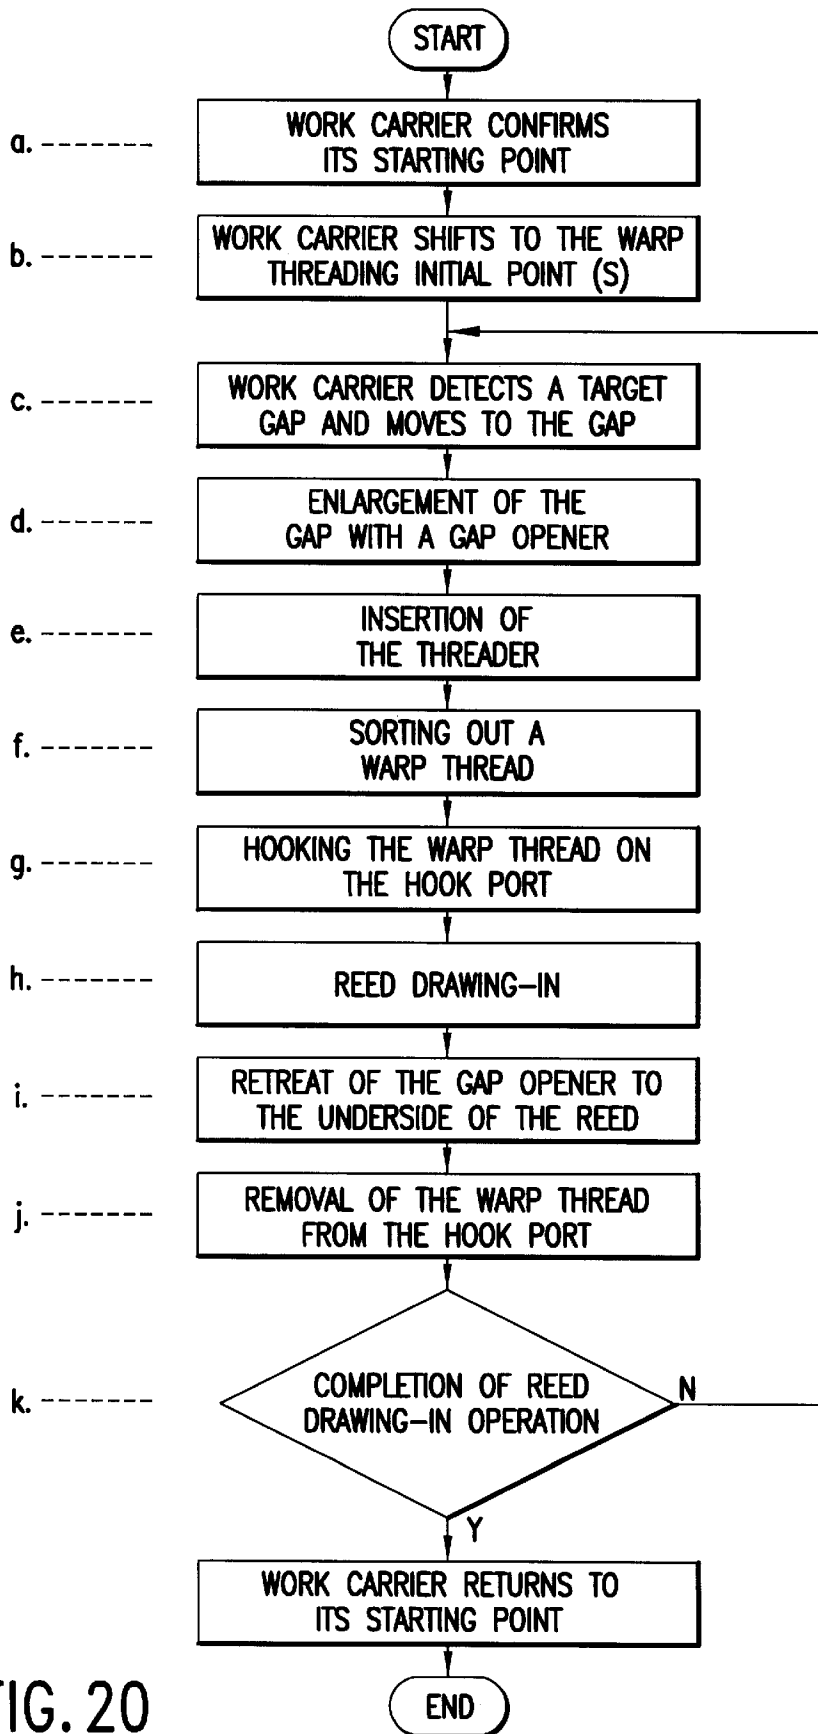 START
a.
WORK CARRIER CONFIRMS
ITS STARTING POINT
b.
WORK CARRIER SHIFTS TO THE WARP
THREADING INITIAL POINT (S)
c.
WORK CARRIER DETECTS A TARGET
GAP AND MOVES TO THE GAP
d.
ENLARGEMENT OF THE
GAP WITH A GAP OPENER
e.
INSERTION OF
THE THREADER
f.
SORTING OUT A
WARP THREAD
g.
HOOKING THE WARP THREAD ON
THE HOOK PORT
h.
REED DRAWING-IN
i.
RETREAT OF THE GAP OPENER TO
THE UNDERSIDE OF THE REED
j.
REMOVAL OF THE WARP THREAD
FROM THE HOOK PORT
k.
COMPLETION OF REED
DRAWING-IN OPERATION
N
Y
WORK CARRIER RETURNS TO
ITS STARTING POINT
END
FIG. 20